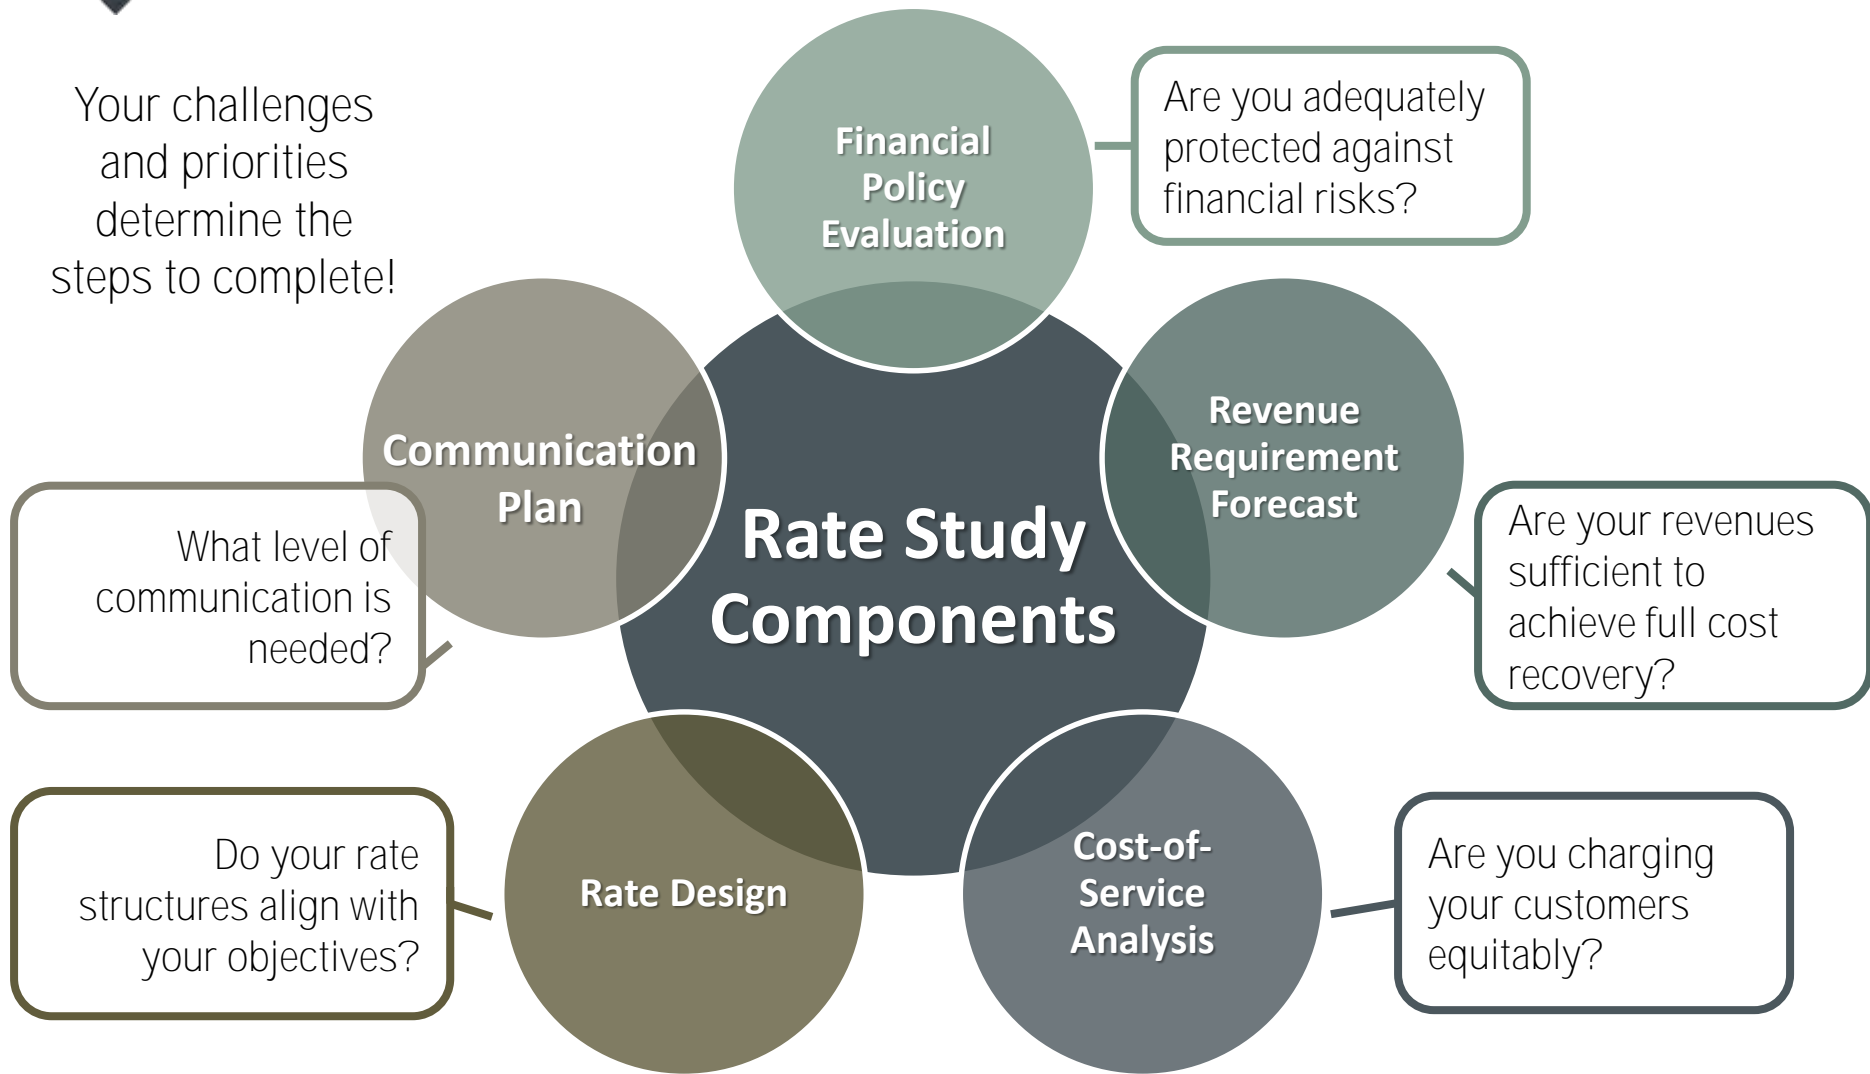 Your challenges
and priorities
determine the
steps to complete!
Financial
Policy
Evaluation
Are you adequately
protected against
financial risks?
Revenue
Requirement
Forecast
Are your revenues
sufficient to
achieve full cost
recovery?
Communication
Plan
What level of
communication is
needed?
Rate Study
Components
Rate Design
Do your rate
structures align with
your objectives?
Cost-of-
Service
Analysis
Are you charging
your customers
equitably?